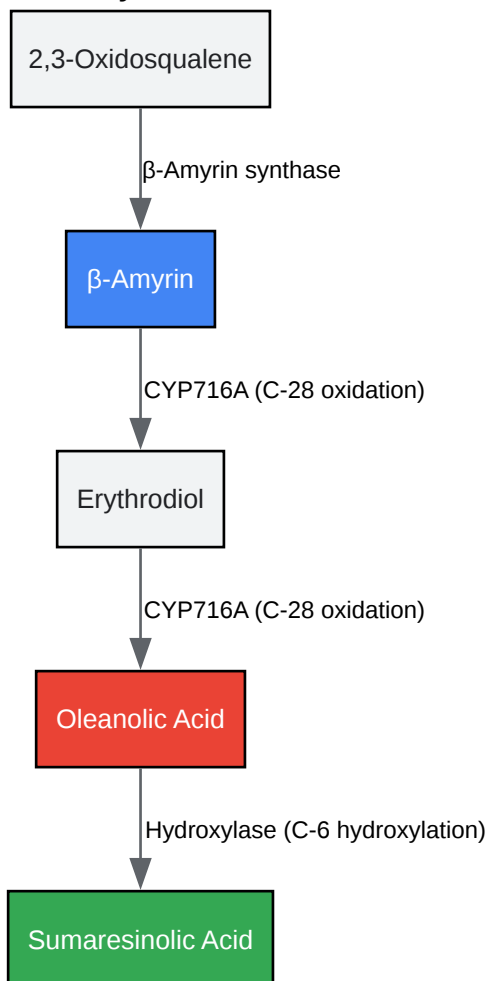 2,3-Oxidosqualene
β-Amyrin synthase
β-Amyrin
CYP716A (C-28 oxidation)
Erythrodiol
CYP716A (C-28 oxidation)
Oleanolic Acid
Hydroxylase (C-6 hydroxylation)
Sumaresinolic Acid